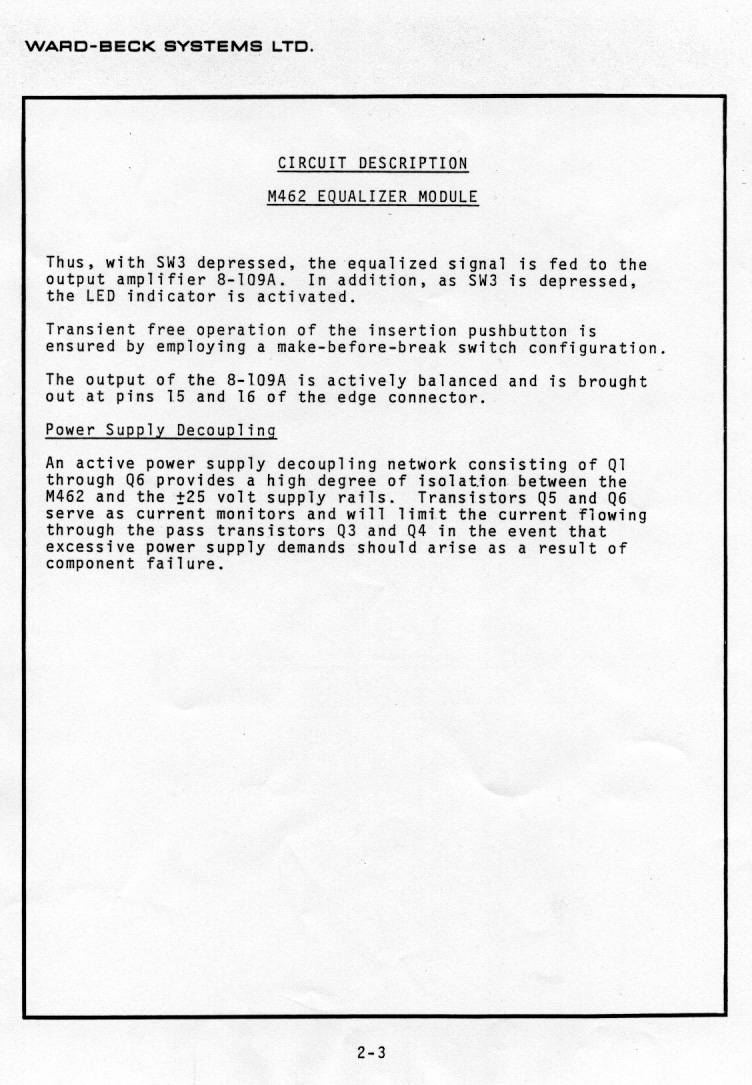 WARD-BECK SYSTEMS LTD.
CIRCUIT DESCRIPTION
M462 EQUALIZER MODULE
Thus, with SW3 depressed, the equalized signal is fed to the
output amplifier 8-109A.  In addition, as SW3 is depressed,
the LED indicator is activated.
Transient free operation of the insertion pushbutton is
ensured by employing a make-before-break switch configuration.
The output of the 8-109A is actively balanced and is brought
out at pins 15 and 16 of the edge connector.
Power Supply Decoupling
An active power supply decoupling network consisting of Q1
through Q6 provides a high degree of isolation between the
M462 and the ±25 volt supply rails.  Transistors Q5 and Q6
serve as current monitors and will limit the current flowing
through the pass transistors Q3 and Q4 in the event that
excessive power supply demands should arise as a result of
component failure.
2-3